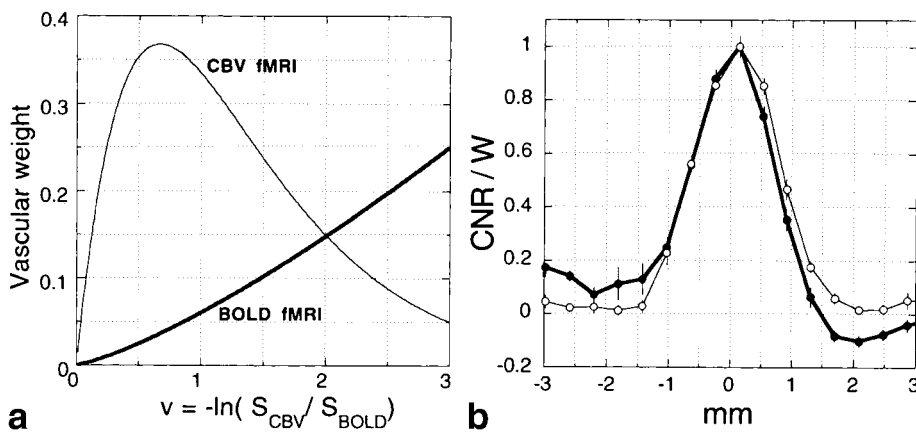 0.4
0.3
0.2
0.1
0
Vascular weight
CBV fMRI
BOLD fMRI
0 1 2 3
v = -ln( S_CBV / S_BOLD)
a
1
0.8
0.6
0.4
0.2
0
-0.2
CNR / W
-3 -2 -1 0 1 2 3
mm
b